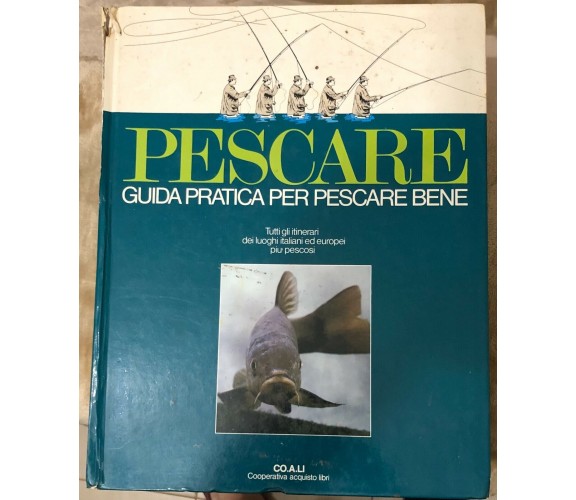 PESCARE
GUIDA PRATICA PER PESCARE BENE
Tutti gli itinerari
dei luoghi italiani ed europei
più pescosi
CO.A.LI
Cooperativa acquisto libri